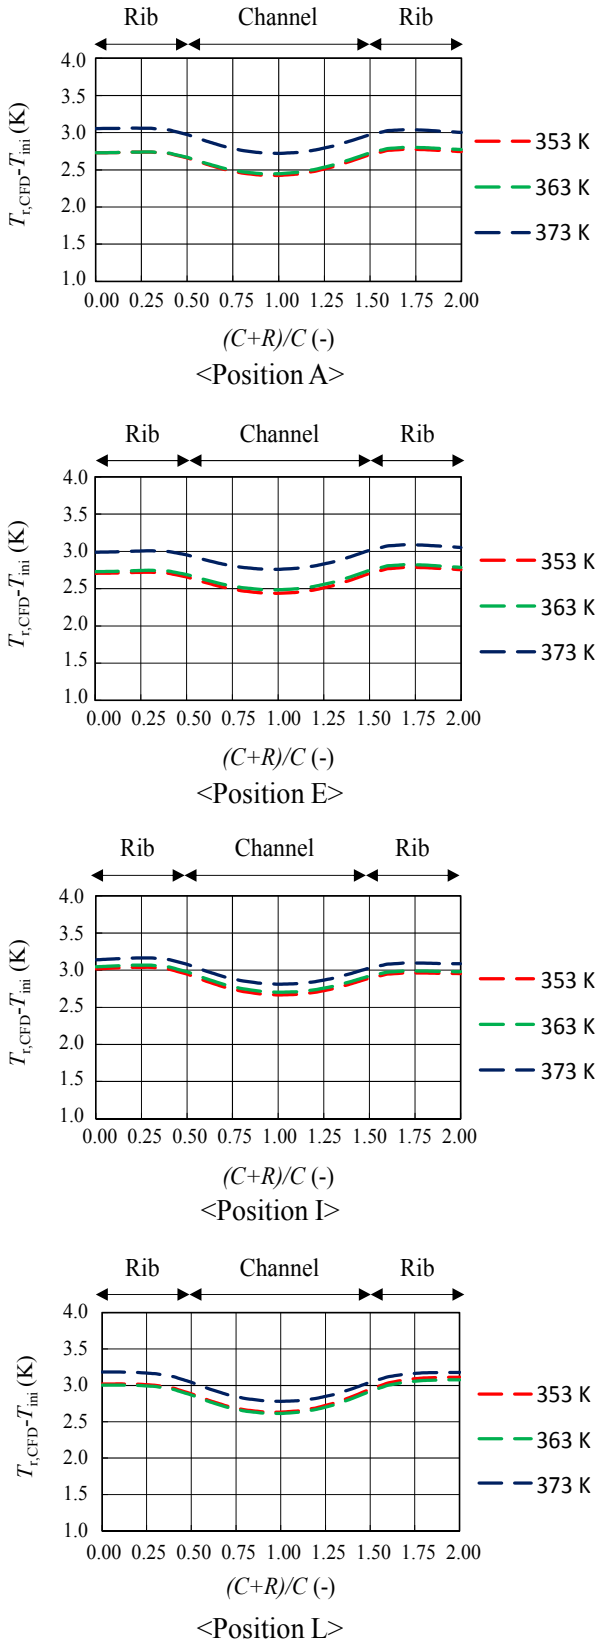 Rib Channel Rib
4.0
3.5
3.0
2.5
2.0
1.5
1.0
T_r,CFD-T_ini (K)
353 K
363 K
373 K
0.00 0.25 0.50 0.75 1.00 1.25 1.50 1.75 2.00
(C+R)/C (-)
<Position A>
Rib Channel Rib
4.0
3.5
3.0
2.5
2.0
1.5
1.0
T_r,CFD-T_ini (K)
353 K
363 K
373 K
0.00 0.25 0.50 0.75 1.00 1.25 1.50 1.75 2.00
(C+R)/C (-)
<Position E>
Rib Channel Rib
4.0
3.5
3.0
2.5
2.0
1.5
1.0
T_r,CFD-T_ini (K)
353 K
363 K
373 K
0.00 0.25 0.50 0.75 1.00 1.25 1.50 1.75 2.00
(C+R)/C (-)
<Position I>
Rib Channel Rib
4.0
3.5
3.0
2.5
2.0
1.5
1.0
T_r,CFD-T_ini (K)
353 K
363 K
373 K
0.00 0.25 0.50 0.75 1.00 1.25 1.50 1.75 2.00
(C+R)/C (-)
<Position L>